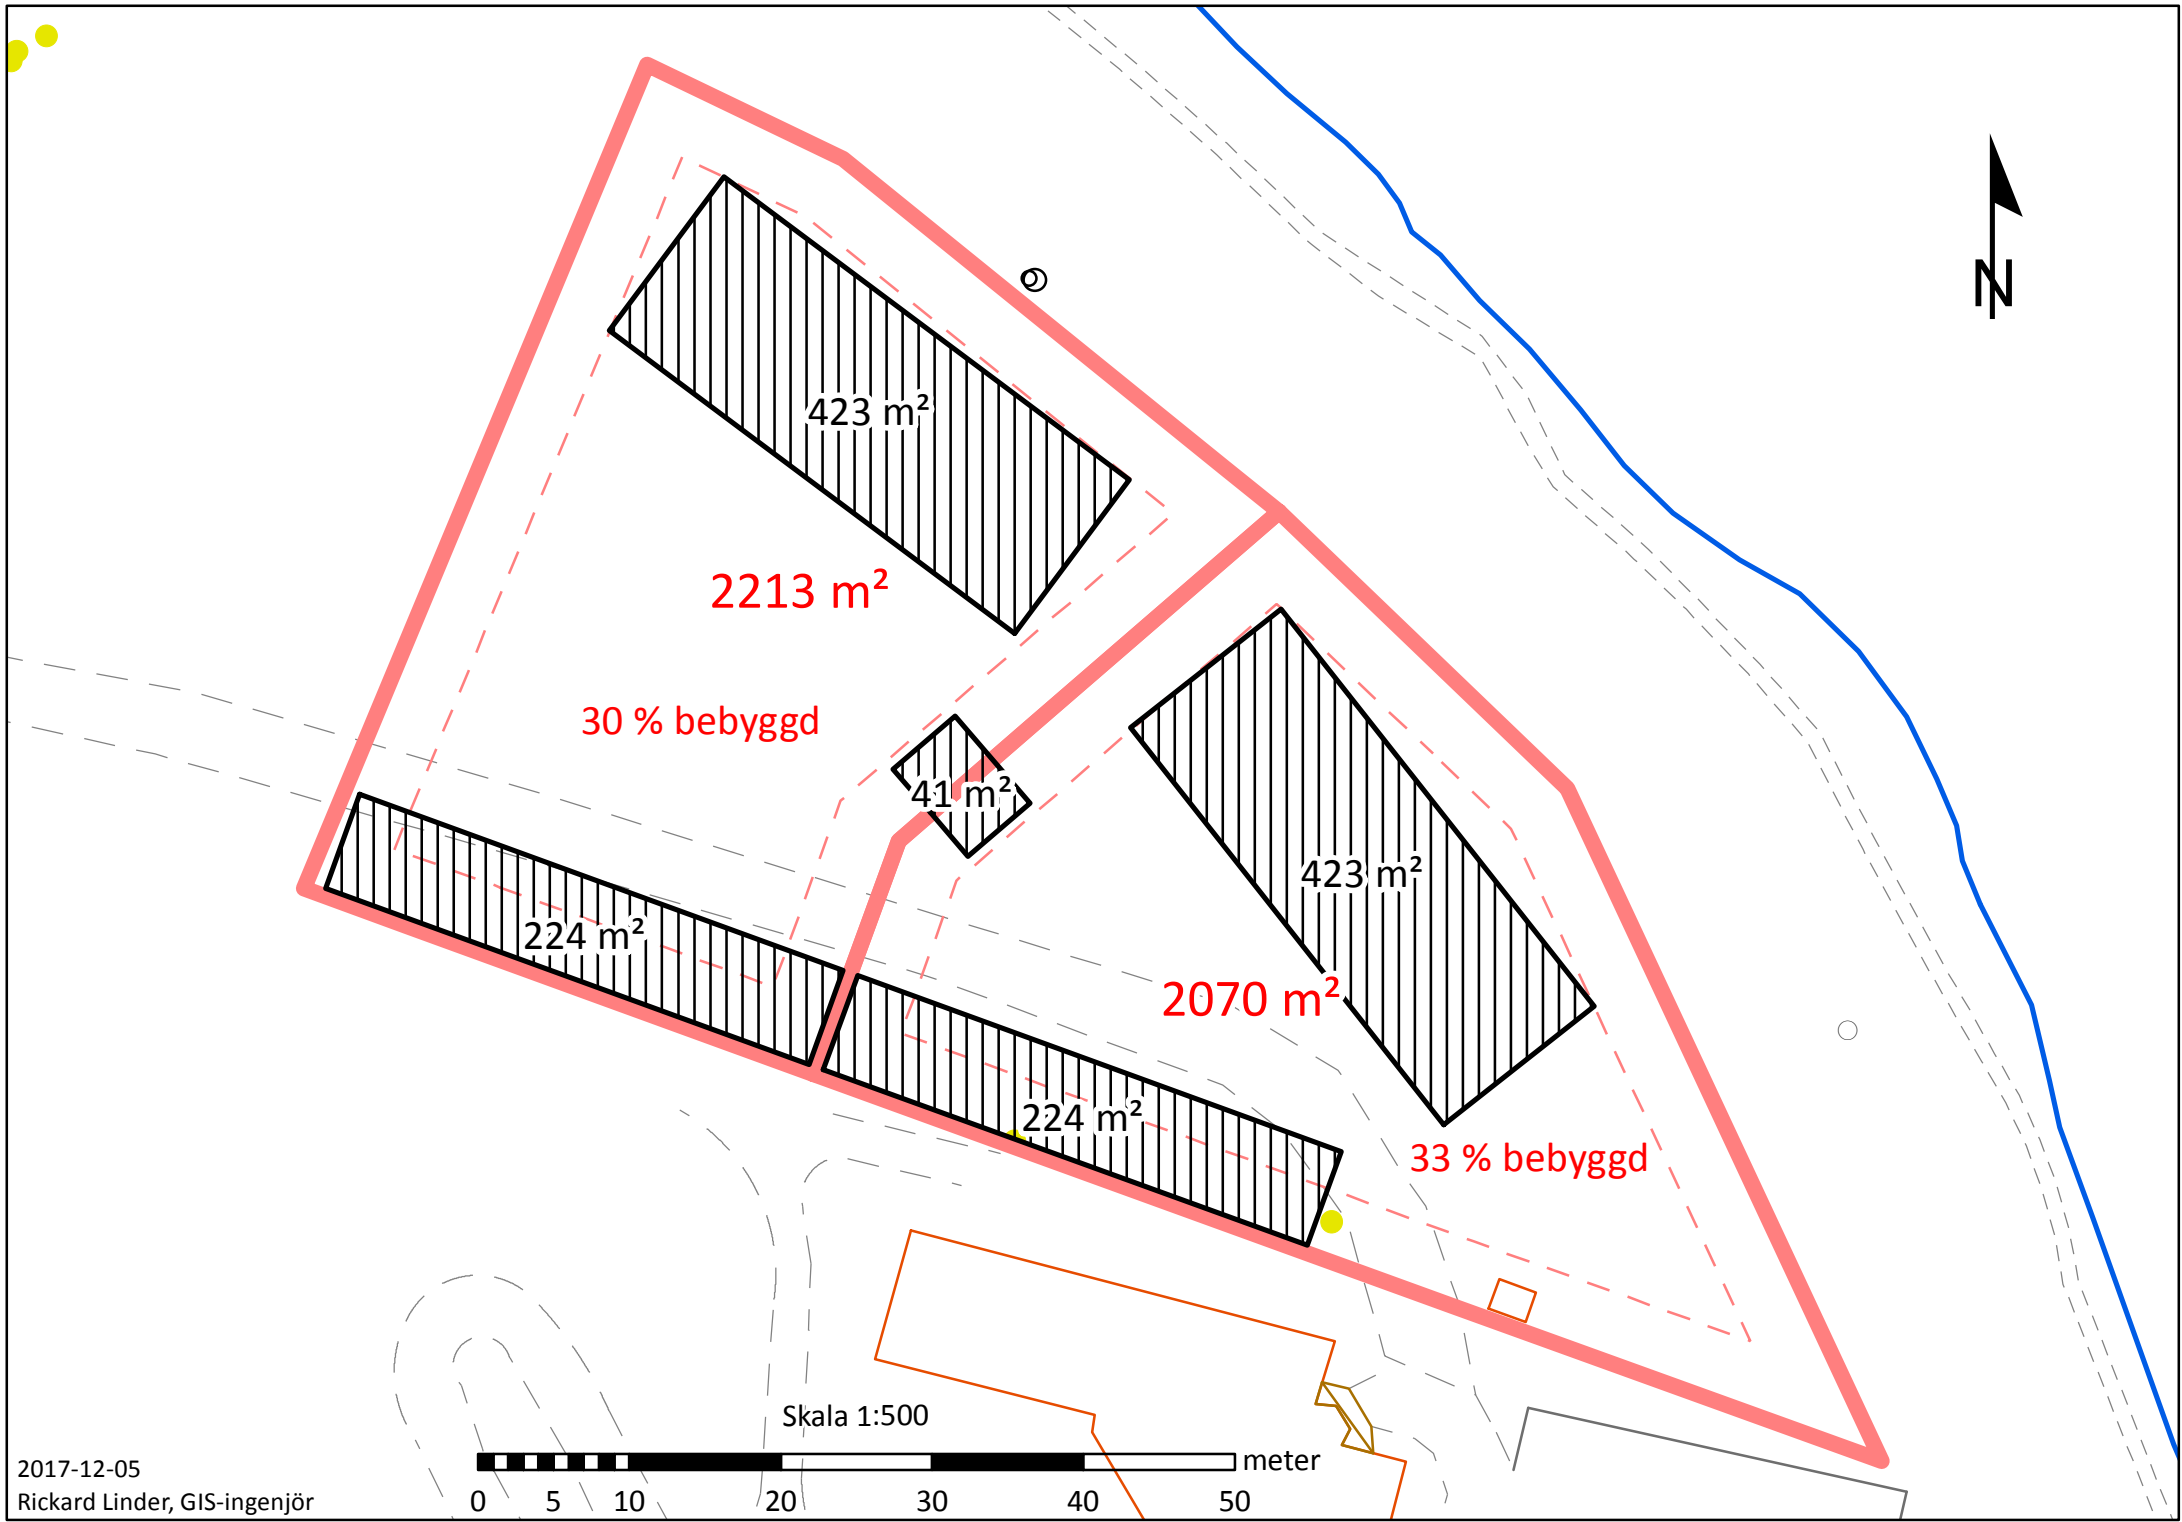 N
423 m²
2213 m²
30 % bebyggd
41 m²
423 m²
224 m²
2070 m²
224 m²
33 % bebyggd
Skala 1:500
meter
0 5 10 20 30 40 50
2017-12-05
Rickard Linder, GIS-ingenjör